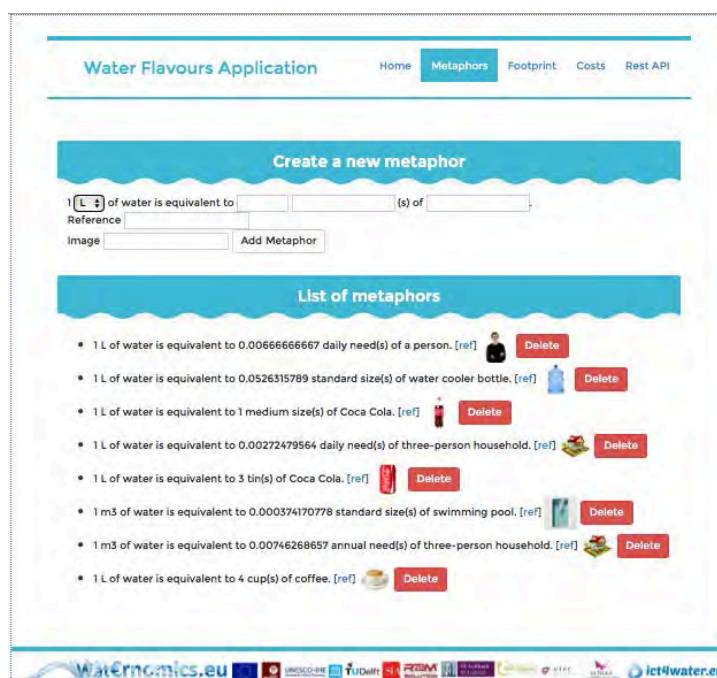 Water Flavours Application
Home Metaphors Footprint Costs Rest API
Create a new metaphor
1 L of water is equivalent to (s) of .
Reference
Image Add Metaphor
List of metaphors
1 L of water is equivalent to 0.00666666667 daily need(s) of a person. [ref] Delete
1 L of water is equivalent to 0.0526315789 standard size(s) of water cooler bottle. [ref] Delete
1 L of water is equivalent to 1 medium size(s) of Coca Cola. [ref] Delete
1 L of water is equivalent to 0.00272479564 daily need(s) of three-person household. [ref] Delete
1 L of water is equivalent to 3 tin(s) of Coca Cola. [ref] Delete
1 m3 of water is equivalent to 0.000374170778 standard size(s) of swimming pool. [ref] Delete
1 m3 of water is equivalent to 0.00746268657 annual need(s) of three-person household. [ref] Delete
1 L of water is equivalent to 4 cup(s) of coffee. [ref] Delete
Waternomics.eu UNESCO-IHE TUDelft R2M SOLUTION ict4water.e